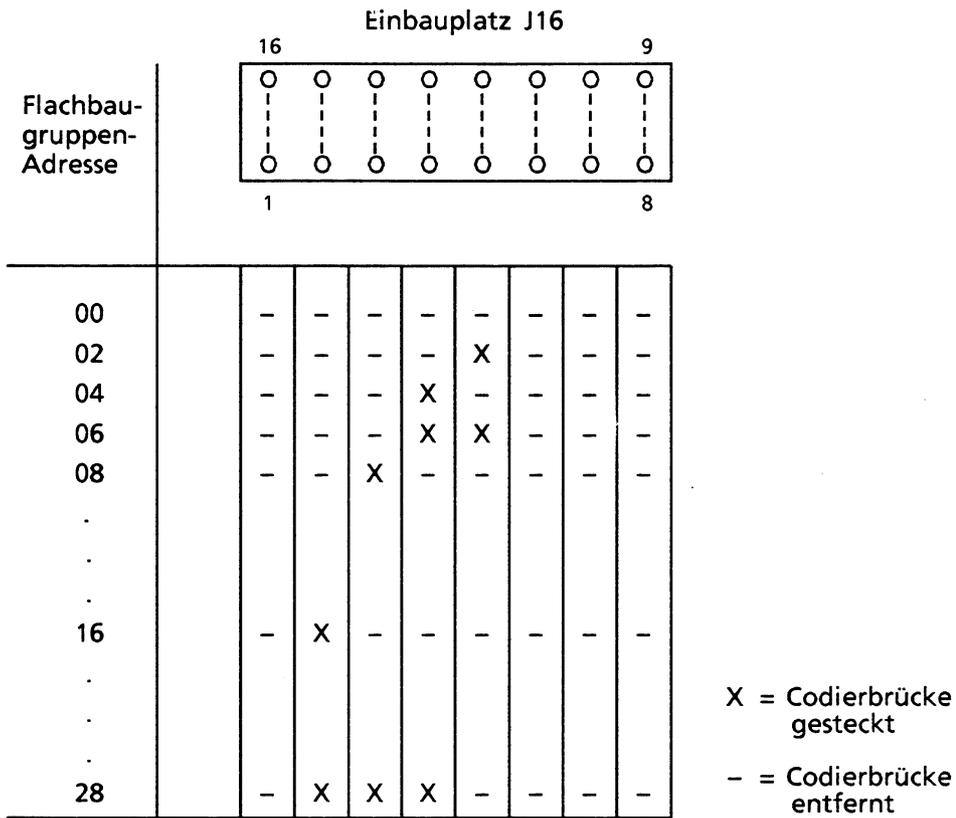 Einbauplatz J16
16 9
Flachbau-
gruppen-
Adresse
1 8
00 – – – – – – – –
02 – – – – X – – –
04 – – – X – – – –
06 – – – X X – – –
08 – – X – – – – –
.
.
.
16 – X – – – – – –
.
.
.
28 – X X X – – – –
X = Codierbrücke
gesteckt
– = Codierbrücke
entfernt